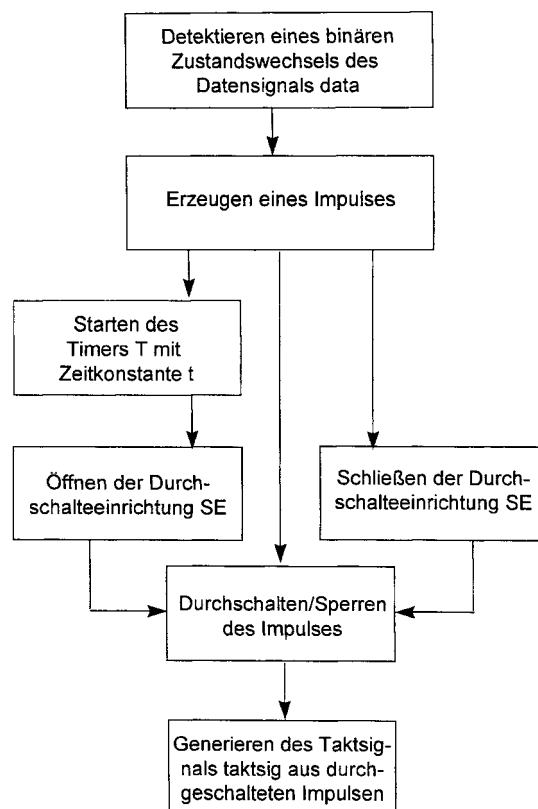 Detektieren eines binären
Zustandswechsels des
Datensignals data
Erzeugen eines Impulses
Starten des
Timers T mit
Zeitkonstante t
Öffnen der Durch-
schalteeinrichtung SE
Schließen der Durch-
schalteeinrichtung SE
Durchschalten/Sperren
des Impulses
Generieren des Taktsig-
nals taktsig aus durch-
geschalteten Impulsen